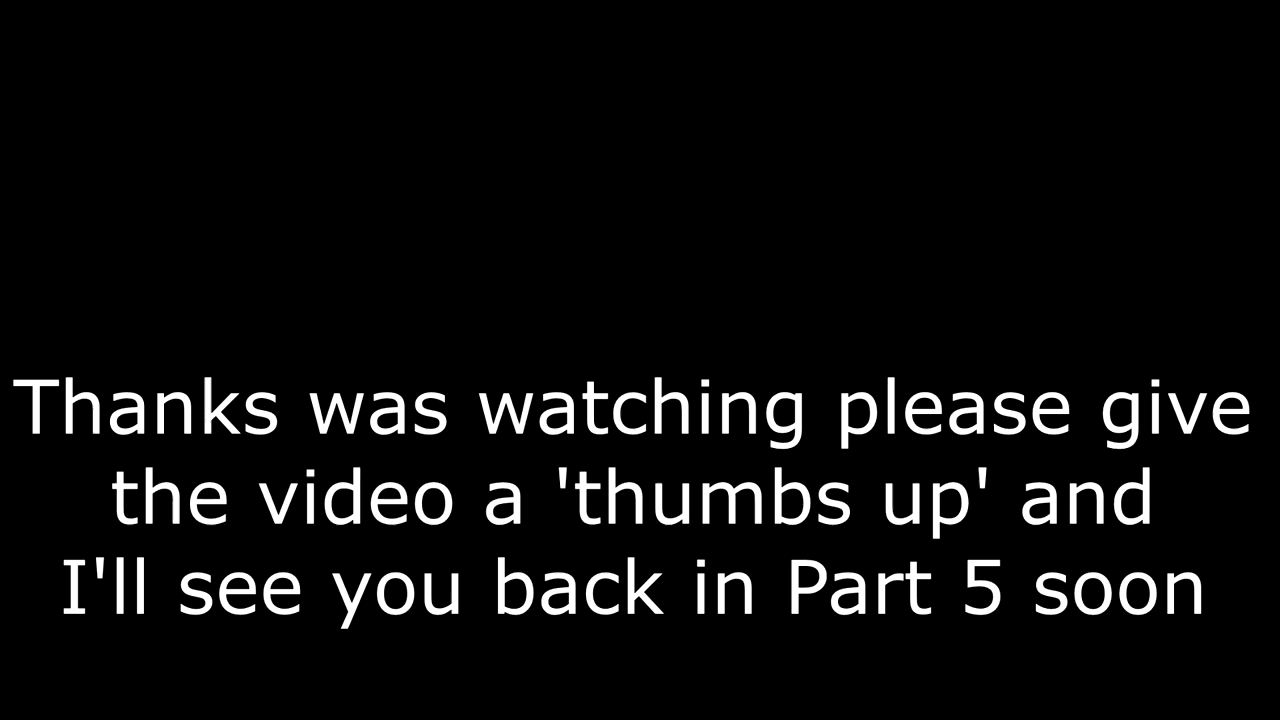 Thanks was watching please give
the video a 'thumbs up' and
I'll see you back in Part 5 soon